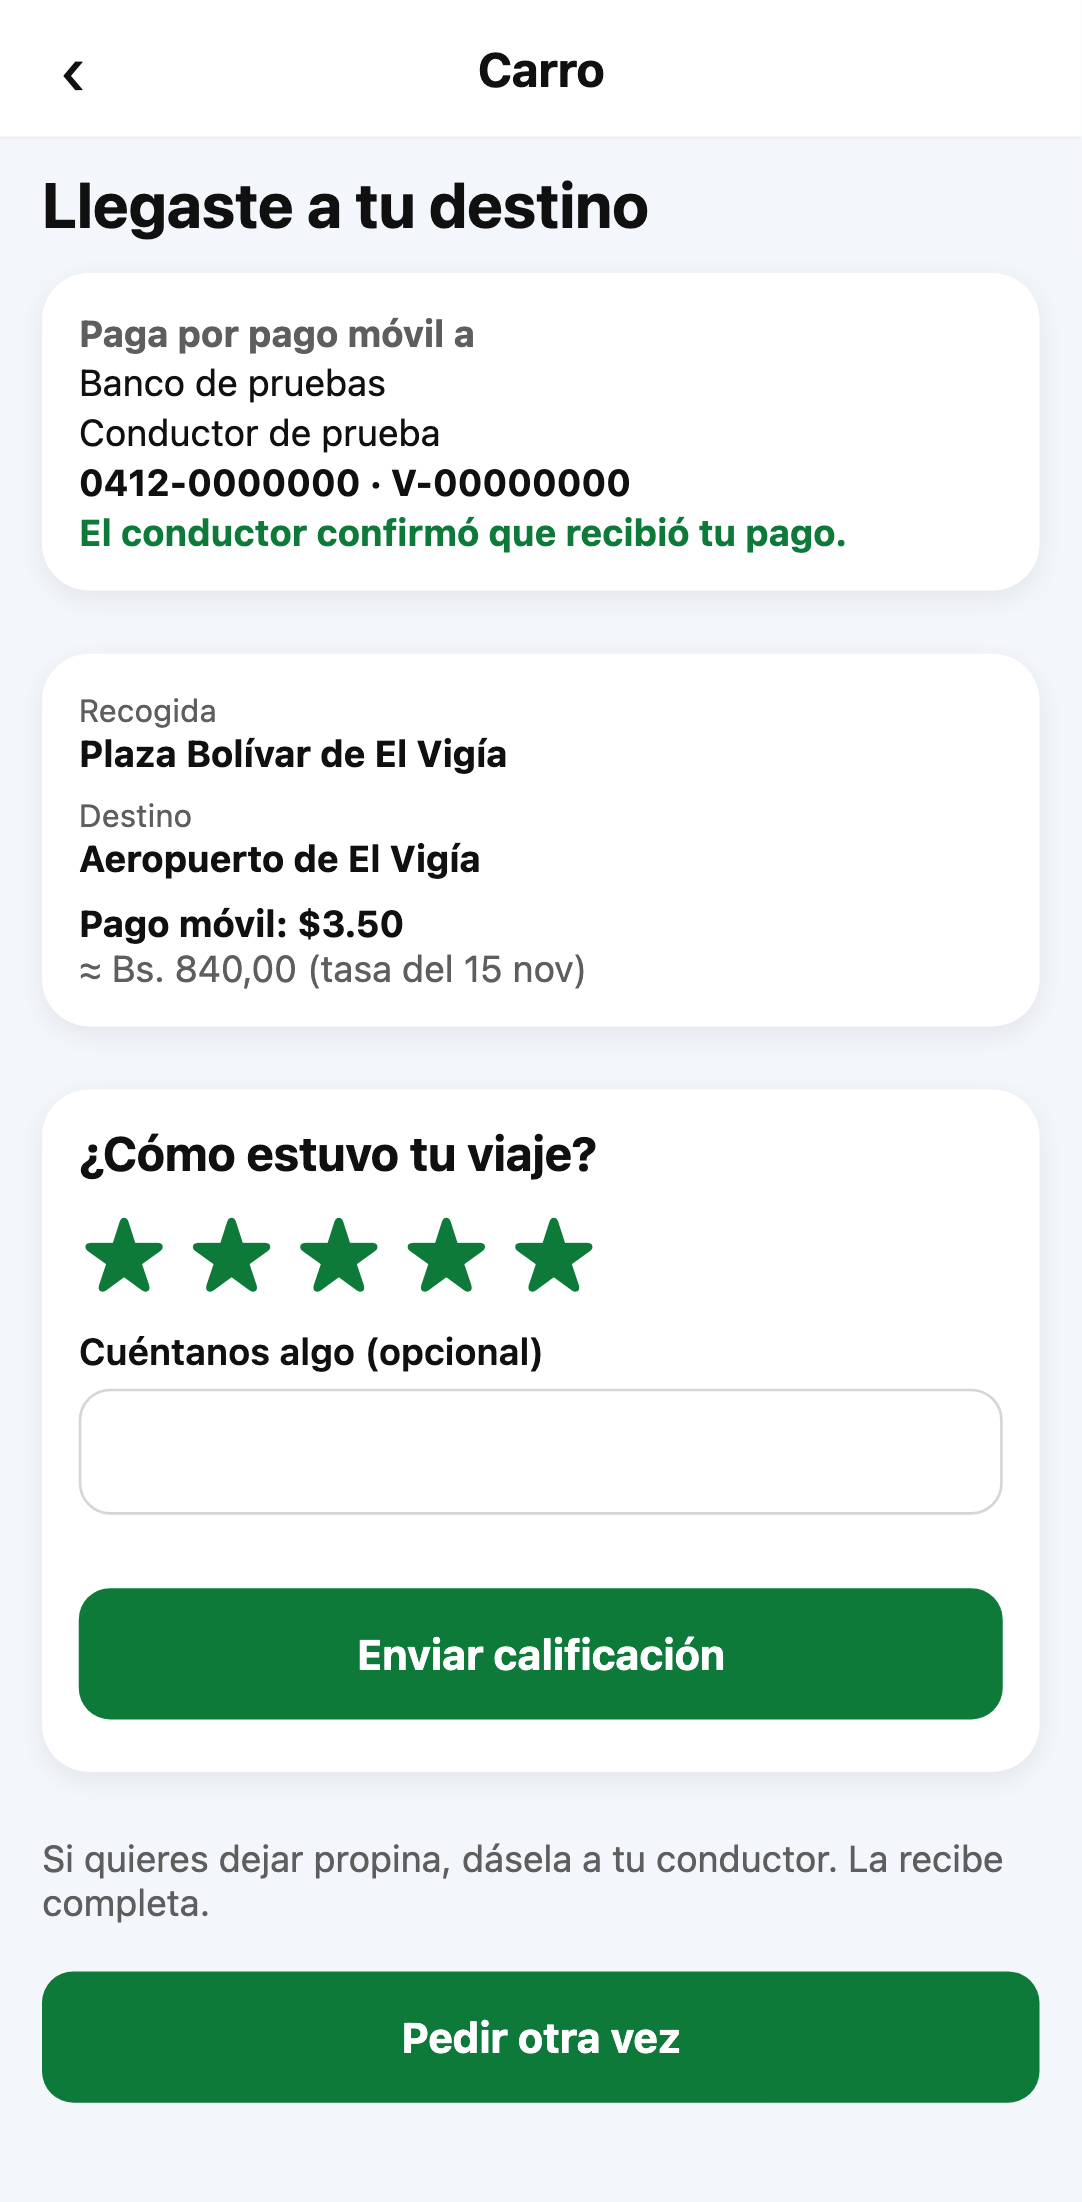 Carro
Llegaste a tu destino
Paga por pago móvil a
Banco de pruebas
Conductor de prueba
0412-0000000 · V-00000000
El conductor confirmó que recibió tu pago.
Recogida
Plaza Bolívar de El Vigía
Destino
Aeropuerto de El Vigía
Pago móvil: $3.50
≈ Bs. 840,00 (tasa del 15 nov)
¿Cómo estuvo tu viaje?
Cuéntanos algo (opcional)
Enviar calificación
Si quieres dejar propina, dásela a tu conductor. La recibe
completa.
Pedir otra vez